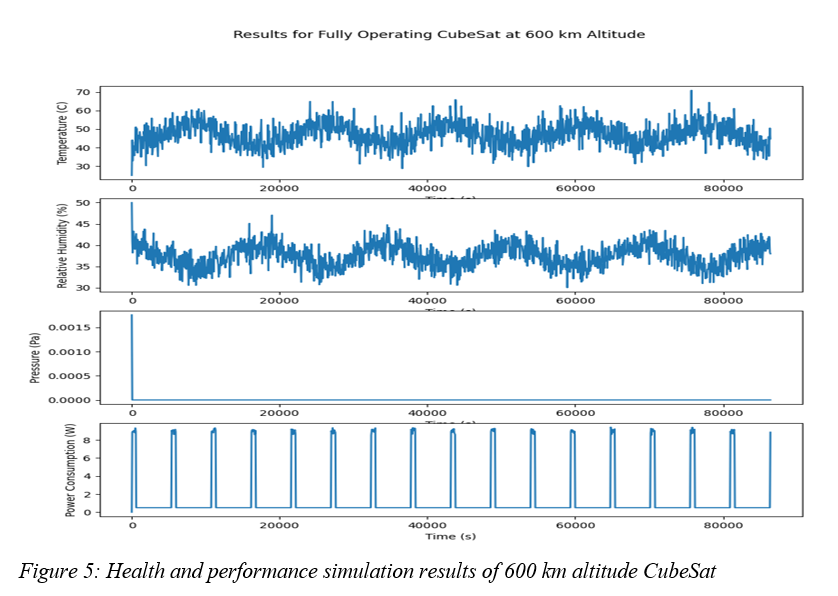 Results for Fully Operating CubeSat at 600 km Altitude
Temperature (C)
70
60
50
40
30
0 20000 40000 60000 80000
Time (s)
Relative Humidity (%)
50
45
40
35
30
0 20000 40000 60000 80000
Time (s)
Pressure (Pa)
0.0015
0.0010
0.0005
0.0000
0 20000 40000 60000 80000
Time (s)
Power Consumption (W)
8
6
4
2
0
0 20000 40000 60000 80000
Time (s)
Figure 5: Health and performance simulation results of 600 km altitude CubeSat